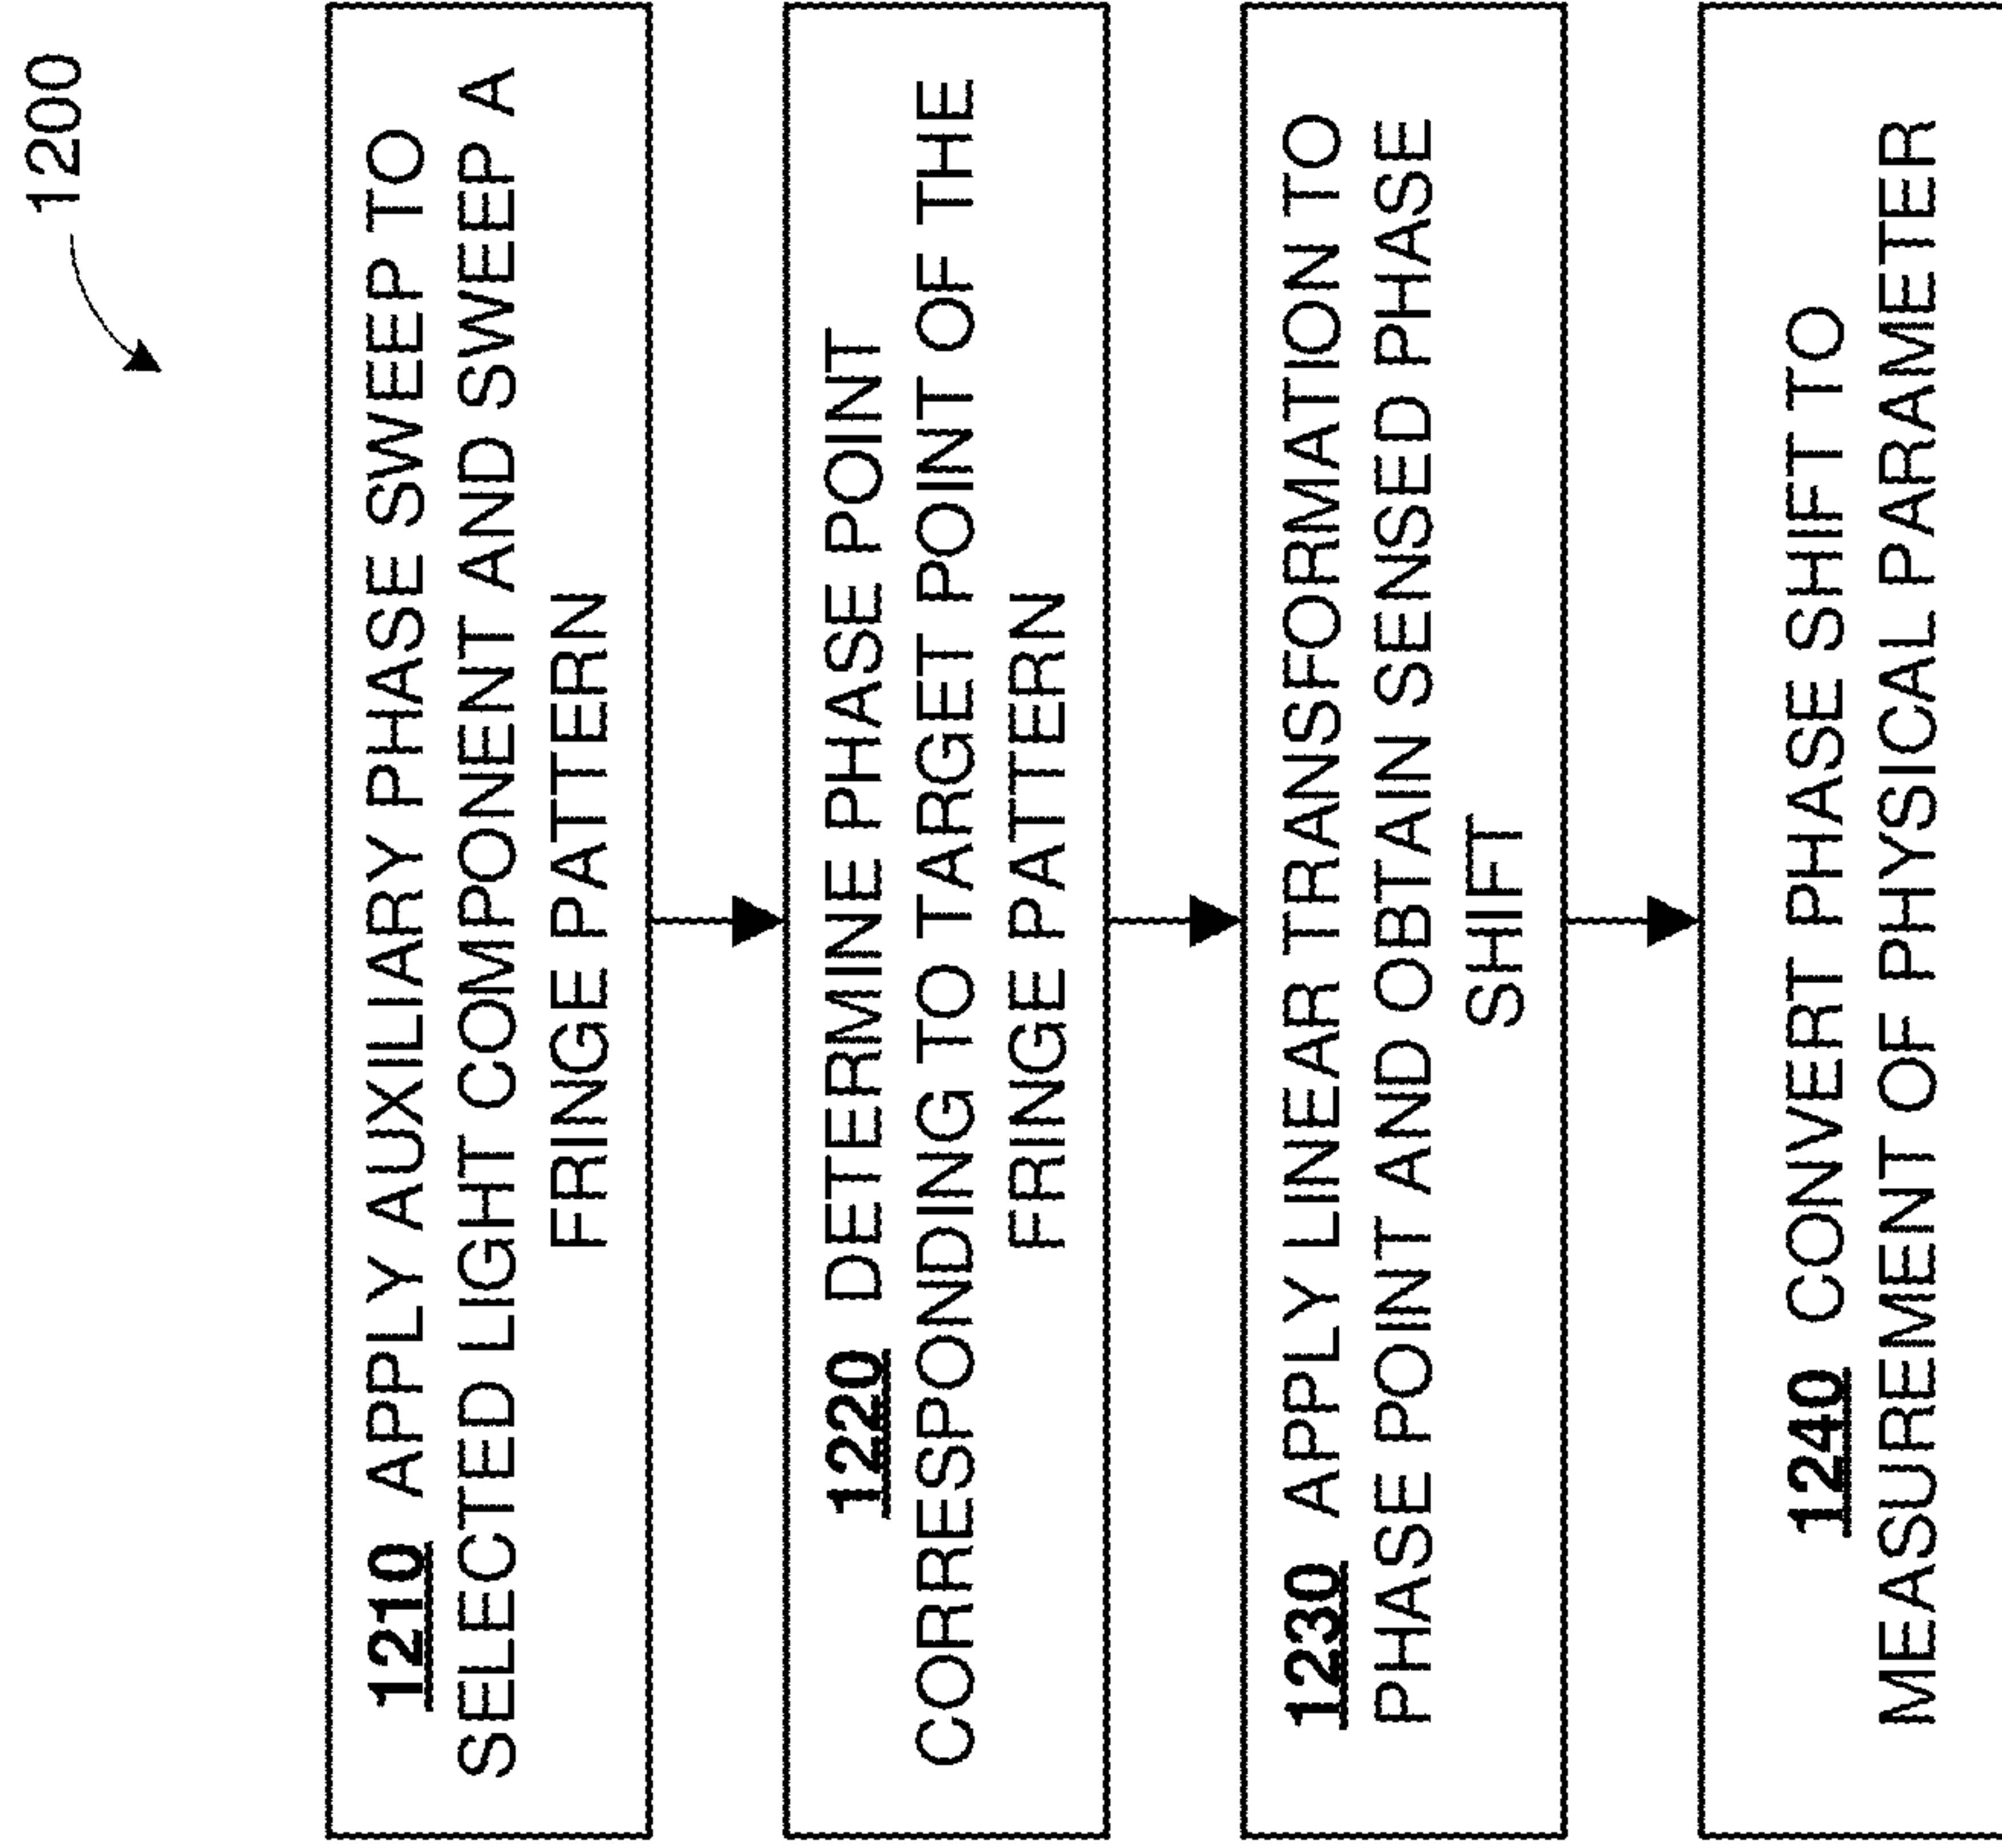 1200
1210 APPLY AUXILIARY PHASE SWEEP TO
SELECTED LIGHT COMPONENT AND SWEEP A
FRINGE PATTERN
1220 DETERMINE PHASE POINT
CORRESPONDING TO TARGET POINT OF THE
FRINGE PATTERN
1230 APPLY LINEAR TRANSFORMATION TO
PHASE POINT AND OBTAIN SENSED PHASE
SHIFT
1240 CONVERT PHASE SHIFT TO
MEASUREMENT OF PHYSICAL PARAMETER